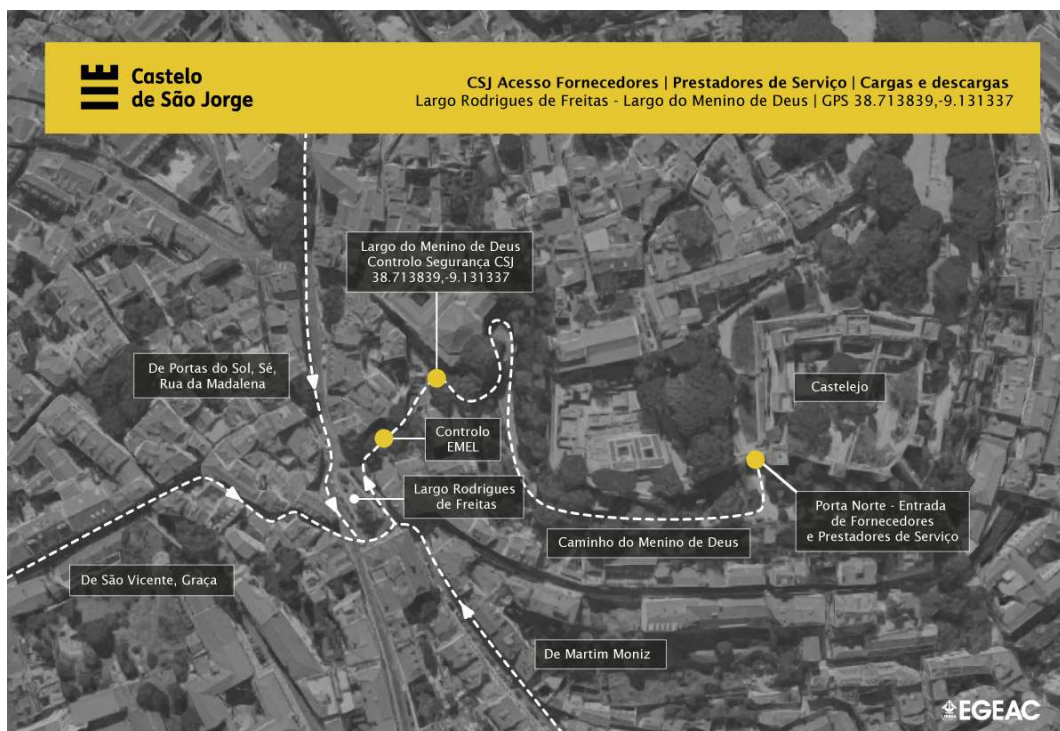 Castelo
de São Jorge
CSJ Acesso Fornecedores | Prestadores de Serviço | Cargas e descargas
Largo Rodrigues de Freitas - Largo do Menino de Deus | GPS 38.713839,-9.131337
Largo do Menino de Deus
Controlo Segurança CSJ
38.713839,-9.131337
De Portas do Sol, Sé,
Rua da Madalena
Castelejo
Controlo
EMEL
Largo Rodrigues
de Freitas
Porta Norte - Entrada
de Fornecedores
e Prestadores de Serviço
Caminho do Menino de Deus
De São Vicente, Graça
De Martim Moniz
EGEAC